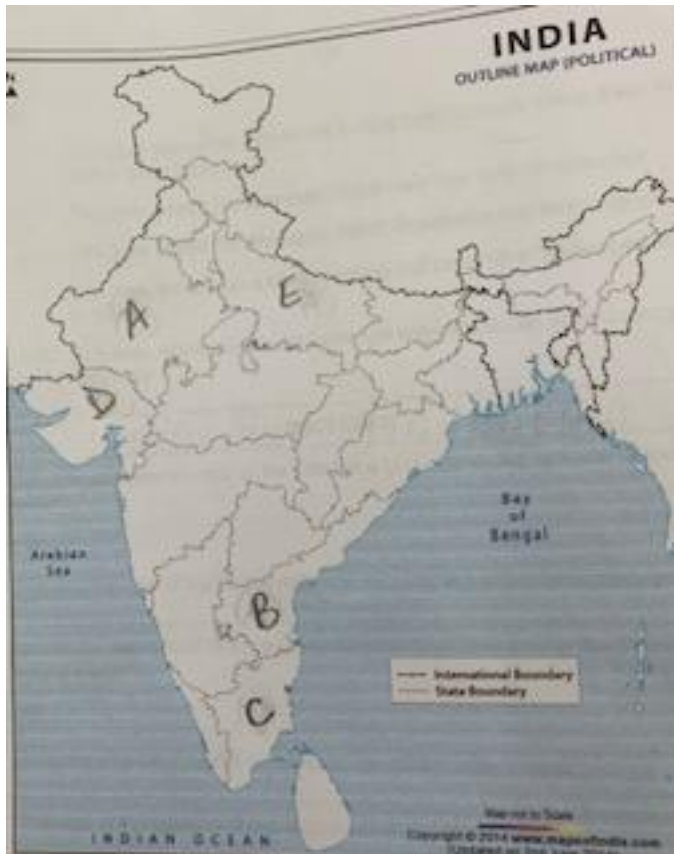 INDIA
OUTLINE MAP (POLITICAL)
E
A
D
Bay
of
Bengal
Arabian
Sea
B
International Boundary
State Boundary
C
Map not to Scale
INDIAN OCEAN
Copyright © 2014 www.mapsofindia.com